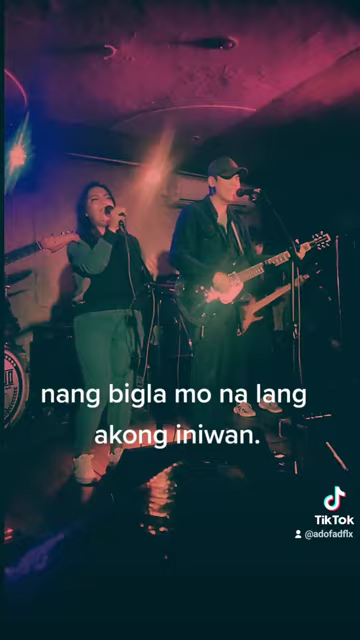 nang bigla mo na lang
akong iniwan.
TikTok
@adofadflx